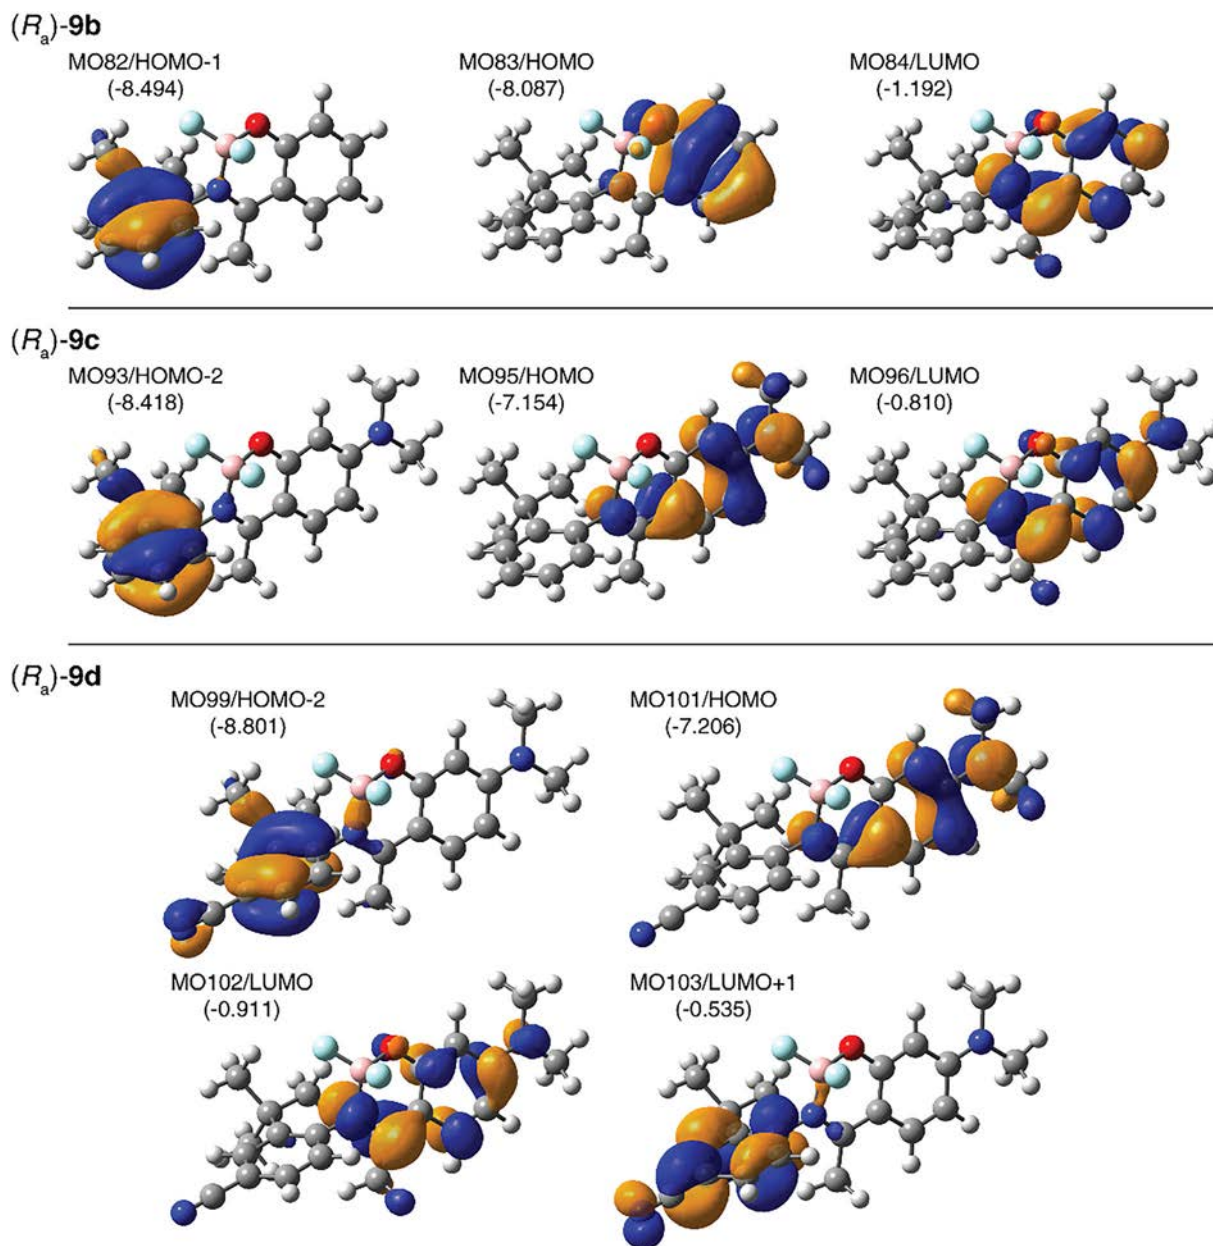 (Ra)-9b
MO82/HOMO-1
(-8.494)
MO83/HOMO
(-8.087)
MO84/LUMO
(-1.192)
(Ra)-9c
MO93/HOMO-2
(-8.418)
MO95/HOMO
(-7.154)
MO96/LUMO
(-0.810)
(Ra)-9d
MO99/HOMO-2
(-8.801)
MO101/HOMO
(-7.206)
MO102/LUMO
(-0.911)
MO103/LUMO+1
(-0.535)